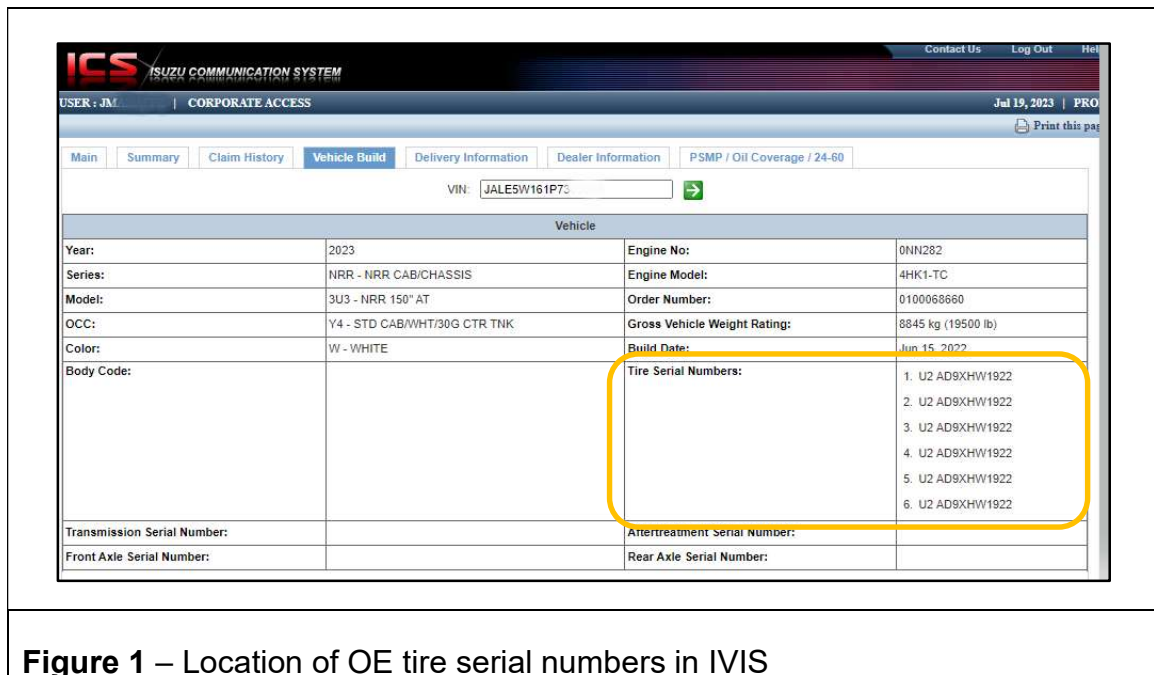 Contact Us Log Out Hel
ICS ISUZU COMMUNICATION SYSTEM
USER : JM | CORPORATE ACCESS Jul 19, 2023 | PRO
Print this pag
Main Summary Claim History Vehicle Build Delivery Information Dealer Information PSMP / Oil Coverage / 24-60
VIN: JALE5W161P73
Vehicle
Year: 2023 Engine No: 0NN282
Series: NRR - NRR CAB/CHASSIS Engine Model: 4HK1-TC
Model: 3U3 - NRR 150" AT Order Number: 0100068660
OCC: Y4 - STD CAB/WHT/30G CTR TNK Gross Vehicle Weight Rating: 8845 kg (19500 lb)
Color: W - WHITE Build Date: Jun 15, 2022
Body Code: Tire Serial Numbers: 1. U2 AD9XHW1922
2. U2 AD9XHW1922
3. U2 AD9XHW1922
4. U2 AD9XHW1922
5. U2 AD9XHW1922
6. U2 AD9XHW1922
Transmission Serial Number: Aftertreatment Serial Number:
Front Axle Serial Number: Rear Axle Serial Number:
Figure 1 – Location of OE tire serial numbers in IVIS